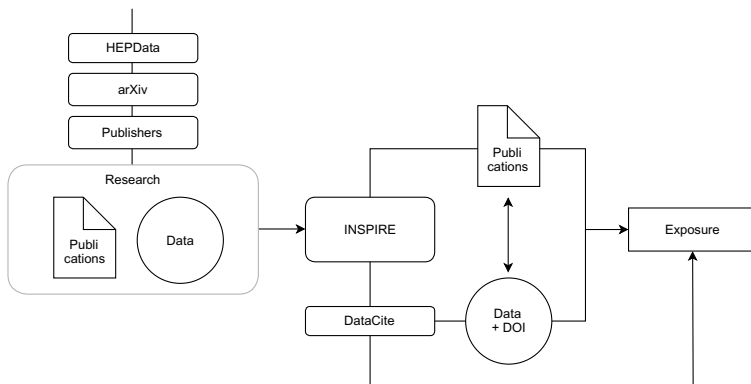 HEPData
arXiv
Publishers
Research
Publi
cations
Data
INSPIRE
DataCite
Publi
cations
Data
+ DOI
Exposure